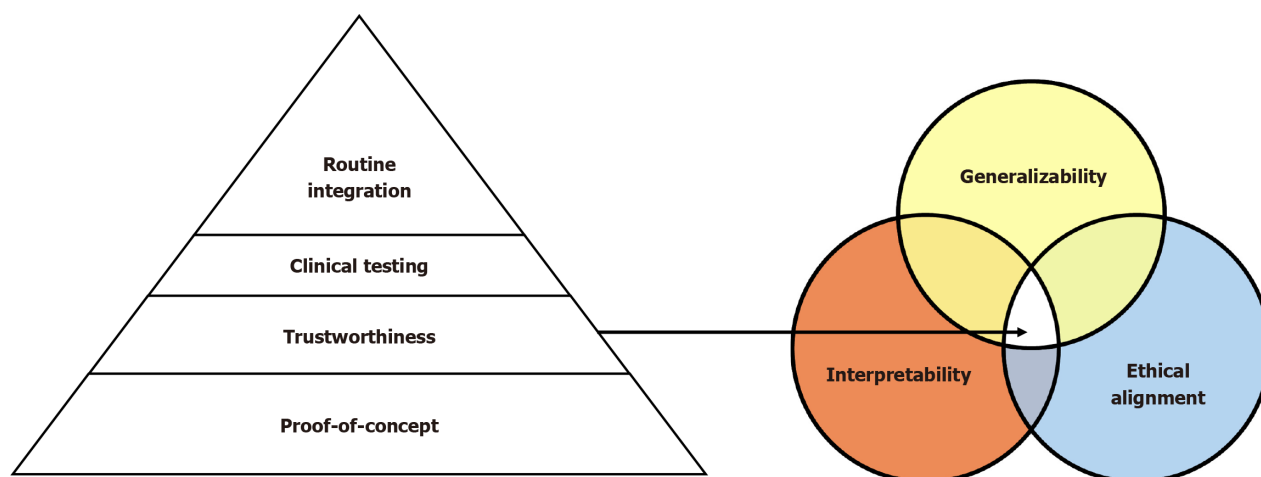 Routine
integration
Clinical testing
Trustworthiness
Proof-of-concept
Generalizability
Interpretability
Ethical
alignment